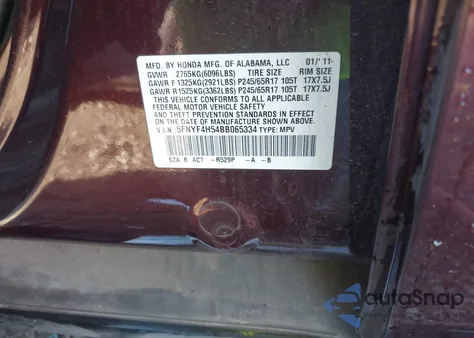 MFD. BY HONDA MFG. OF ALABAMA, LLC 01/'11
GVWR 2765KG(6096LBS) TIRE SIZE RIM SIZE
GAWR F 1325KG(2921LBS) P245/65R17 105T 17X7.5J
GAWR R 1525KG(3362LBS) P245/65R17 105T 17X7.5J
THIS VEHICLE CONFORMS TO ALL APPLICABLE
FEDERAL MOTOR VEHICLE SAFETY AND
THEFT PREVENTION STANDARDS IN EFFECT
ON THE DATE OF MANUFACTURE SHOWN ABOVE.
V.I.N.:5FNYF4H54BB065334 TYPE: MPV
SZA B AC7 -R529P -A -B
autoSnap